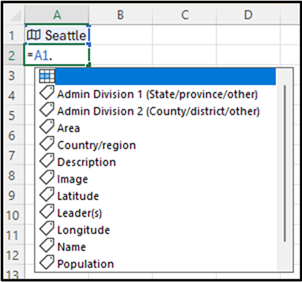 A B C D
1 Seattle
2 =A1.
3
4 Admin Division 1 (State/province/other)
5 Admin Division 2 (County/district/other)
6 Area
7 Country/region
Description
8 Image
9 Latitude
10 Leader(s)
11 Longitude
12 Name
13 Population